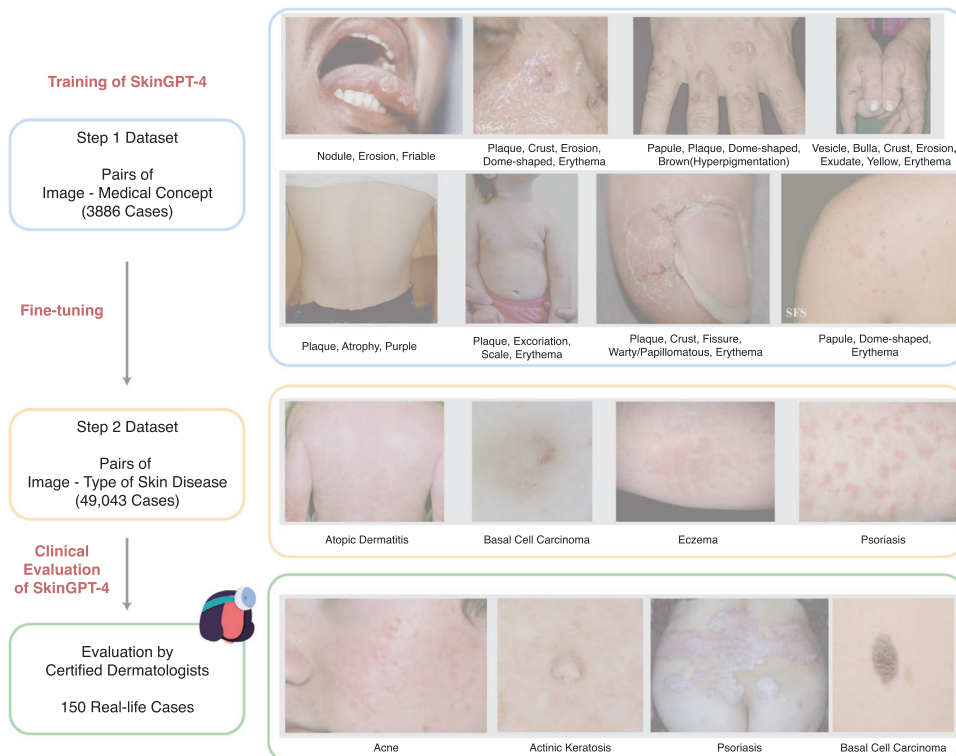 Training of SkinGPT-4
Step 1 Dataset
Pairs of
Image - Medical Concept
(3886 Cases)
Nodule, Erosion, Friable
Plaque, Crust, Erosion,
Dome-shaped, Erythema
Papule, Plaque, Dome-shaped,
Brown(Hyperpigmentation)
Vesicle, Bulla, Crust, Erosion,
Exudate, Yellow, Erythema
Fine-tuning
Plaque, Atrophy, Purple
Plaque, Excoriation,
Scale, Erythema
Plaque, Crust, Fissure,
Warty/Papillomatous, Erythema
SFS
Papule, Dome-shaped,
Erythema
Step 2 Dataset
Pairs of
Image - Type of Skin Disease
(49,043 Cases)
Atopic Dermatitis
Basal Cell Carcinoma
Eczema
Psoriasis
Clinical
Evaluation
of SkinGPT-4
Evaluation by
Certified Dermatologists
150 Real-life Cases
Acne
Actinic Keratosis
Psoriasis
Basal Cell Carcinoma